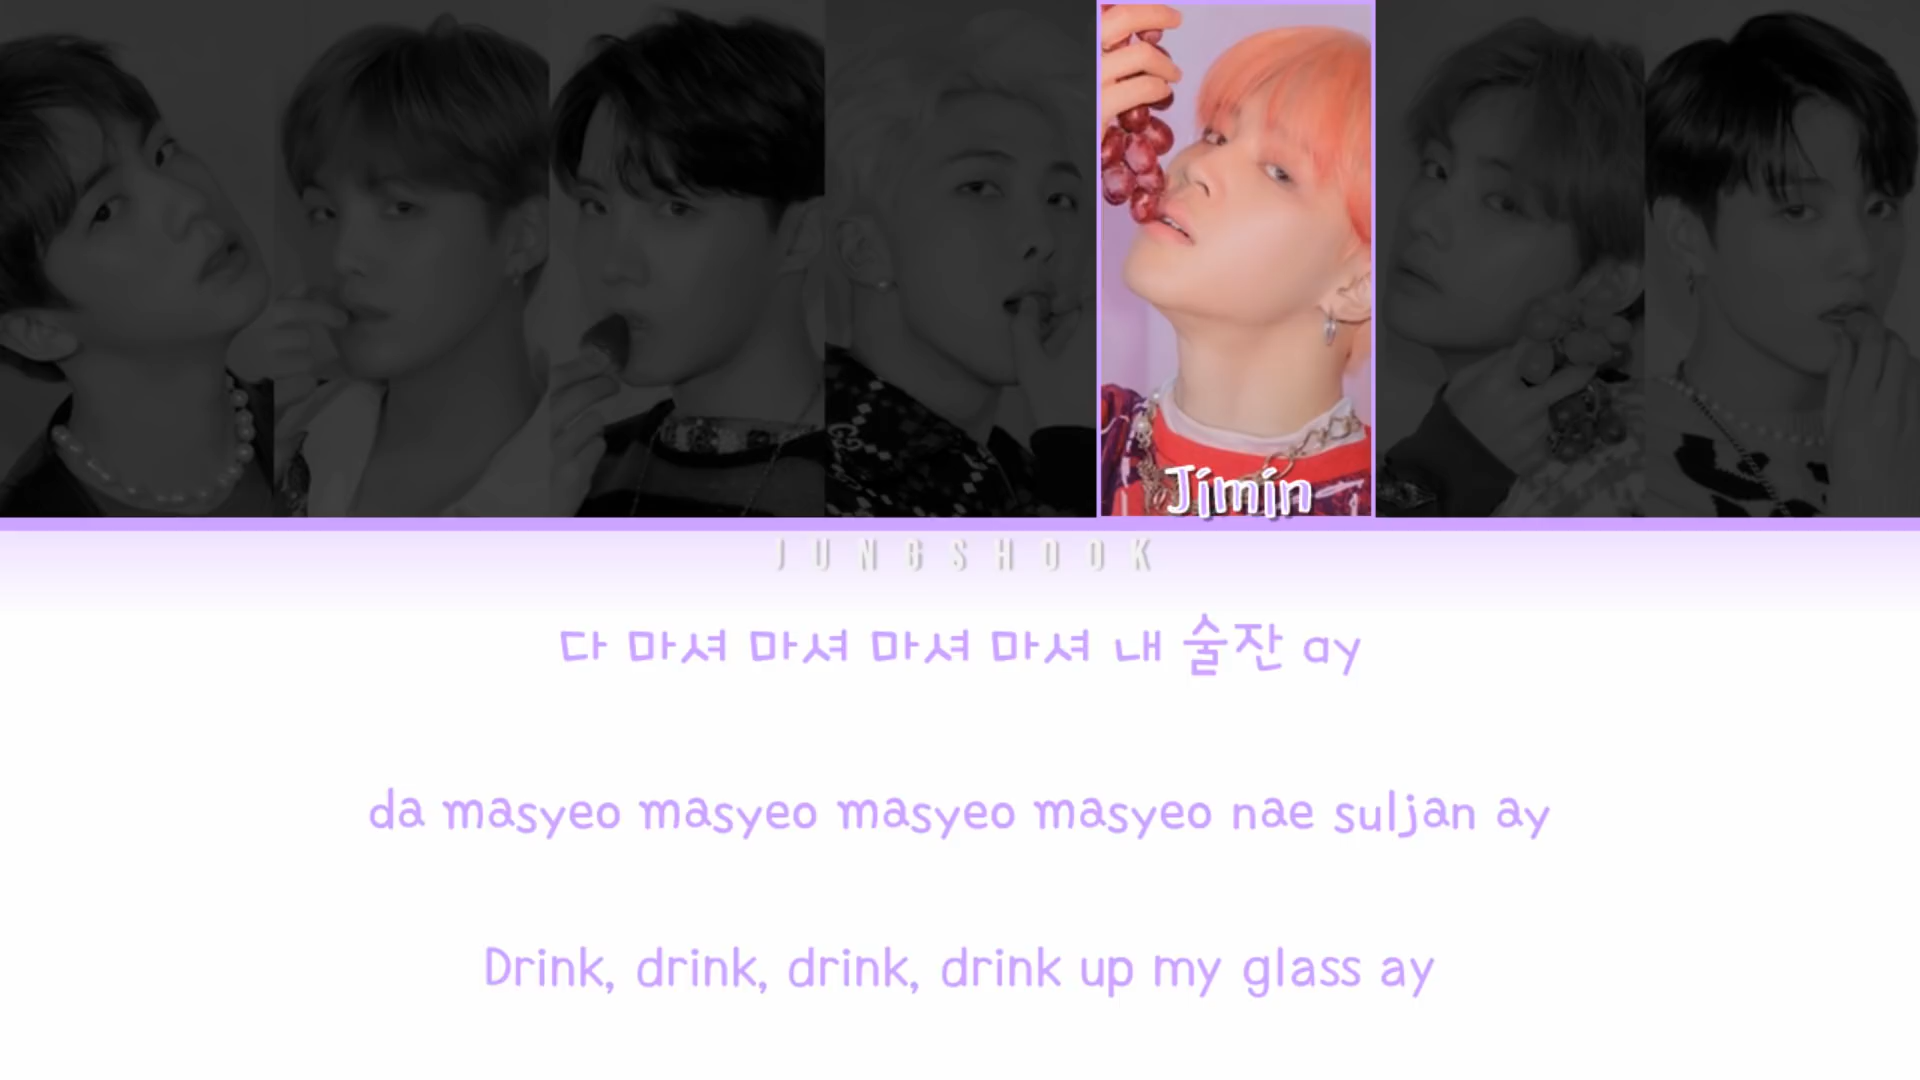 Jimin
JUNGSHOOK
다 마셔 마셔 마셔 마셔 내 술잔 ay
da masyeo masyeo masyeo masyeo nae suljan ay
Drink, drink, drink, drink up my glass ay